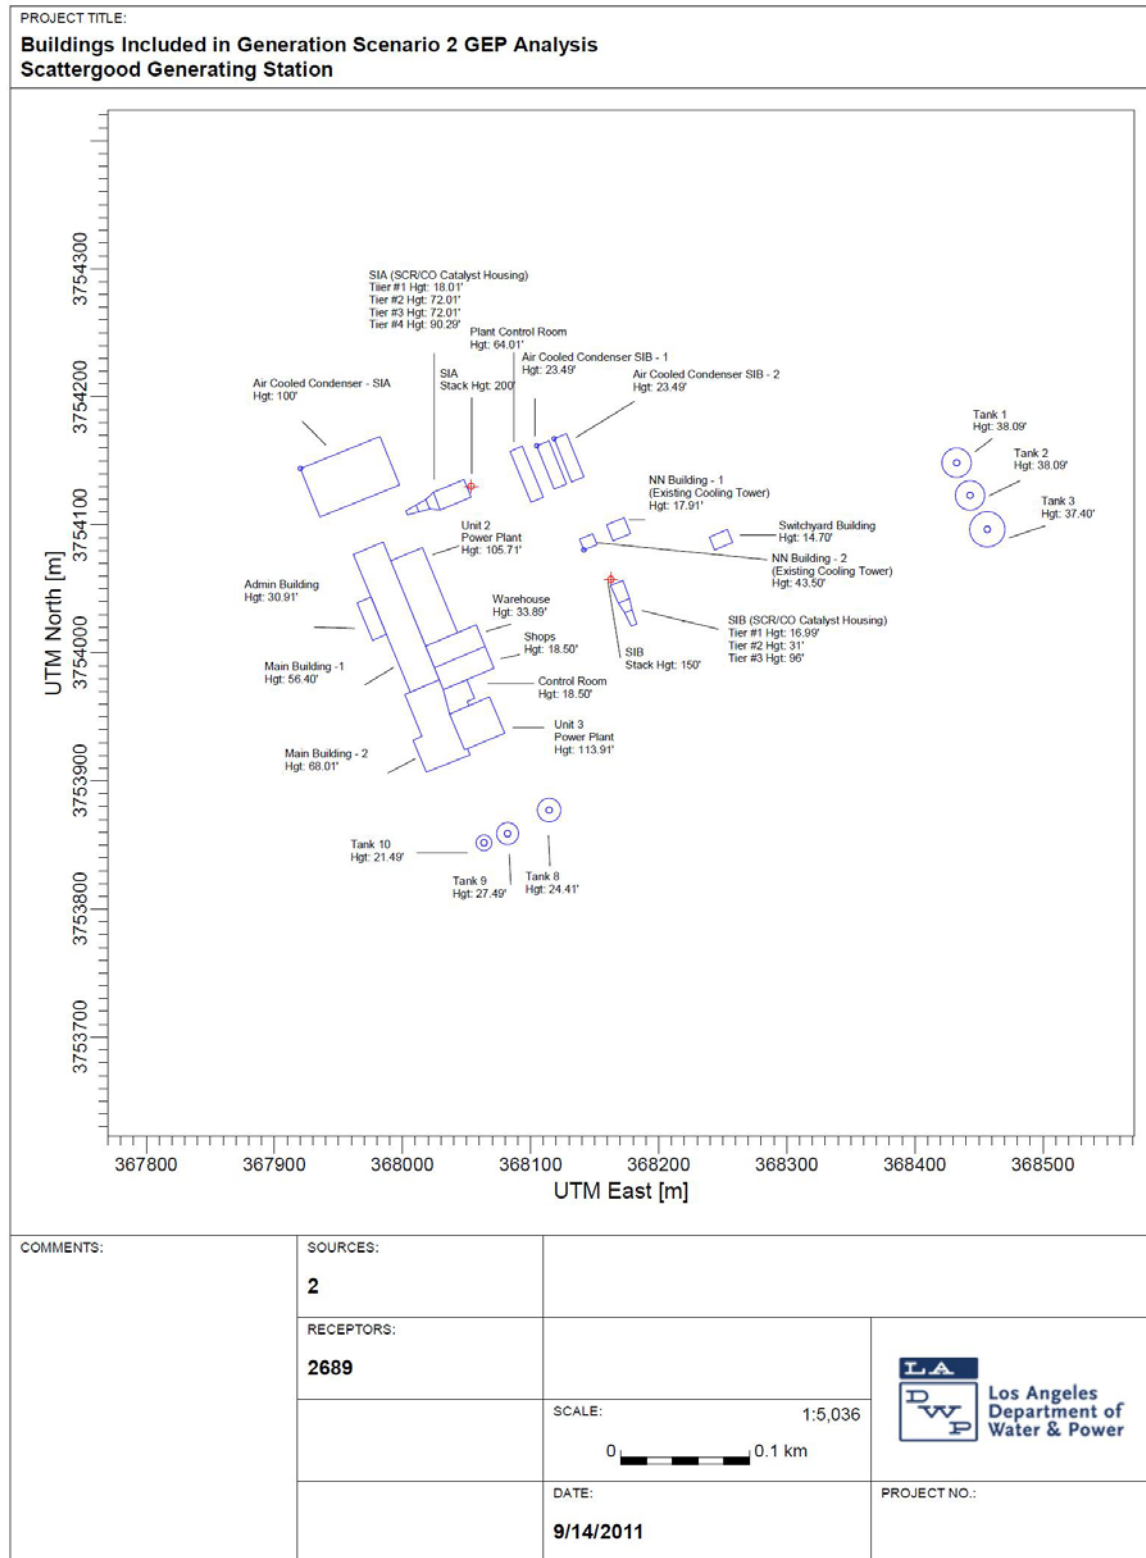 PROJECT TITLE:
Buildings Included in Generation Scenario 2 GEP Analysis
Scattergood Generating Station
SIA (SCR/CO Catalyst Housing)
Tiier #1 Hgt: 18.01'
Tier #2 Hgt: 72.01'
Tier #3 Hgt: 72.01'
Tier #4 Hgt: 90.29'
Plant Control Room
Hgt: 64.01'
Air Cooled Condenser SIB - 1
Hgt: 23.49'
Air Cooled Condenser SIB - 2
Hgt: 23.49'
SIA
Stack Hgt: 200'
Air Cooled Condenser - SIA
Hgt: 100'
Tank 1
Hgt: 38.09'
Tank 2
Hgt: 38.09'
Tank 3
Hgt: 37.40'
NN Building - 1
(Existing Cooling Tower)
Hgt: 17.91'
Switchyard Building
Hgt: 14.70'
NN Building - 2
(Existing Cooling Tower)
Hgt: 43.50'
Unit 2
Power Plant
Hgt: 105.71'
Admin Building
Hgt: 30.91'
Warehouse
Hgt: 33.89'
Shops
Hgt: 18.50'
SIB (SCR/CO Catalyst Housing)
Tier #1 Hgt: 16.99'
Tier #2 Hgt: 31'
Tier #3 Hgt: 96'
SIB
Stack Hgt: 150'
Main Building -1
Hgt: 56.40'
Control Room
Hgt: 18.50'
Unit 3
Power Plant
Hgt: 113.91'
Main Building - 2
Hgt: 68.01'
Tank 10
Hgt: 21.49'
Tank 9
Hgt: 27.49'
Tank 8
Hgt: 24.41'
UTM North [m]
3754300
3754200
3754100
3754000
3753900
3753800
3753700
367800 367900 368000 368100 368200 368300 368400 368500
UTM East [m]
COMMENTS:
SOURCES:
2
RECEPTORS:
2689
SCALE: 1:5,036
0 0.1 km
DATE:
9/14/2011
LA
DWP
Los Angeles
Department of
Water & Power
PROJECT NO.: